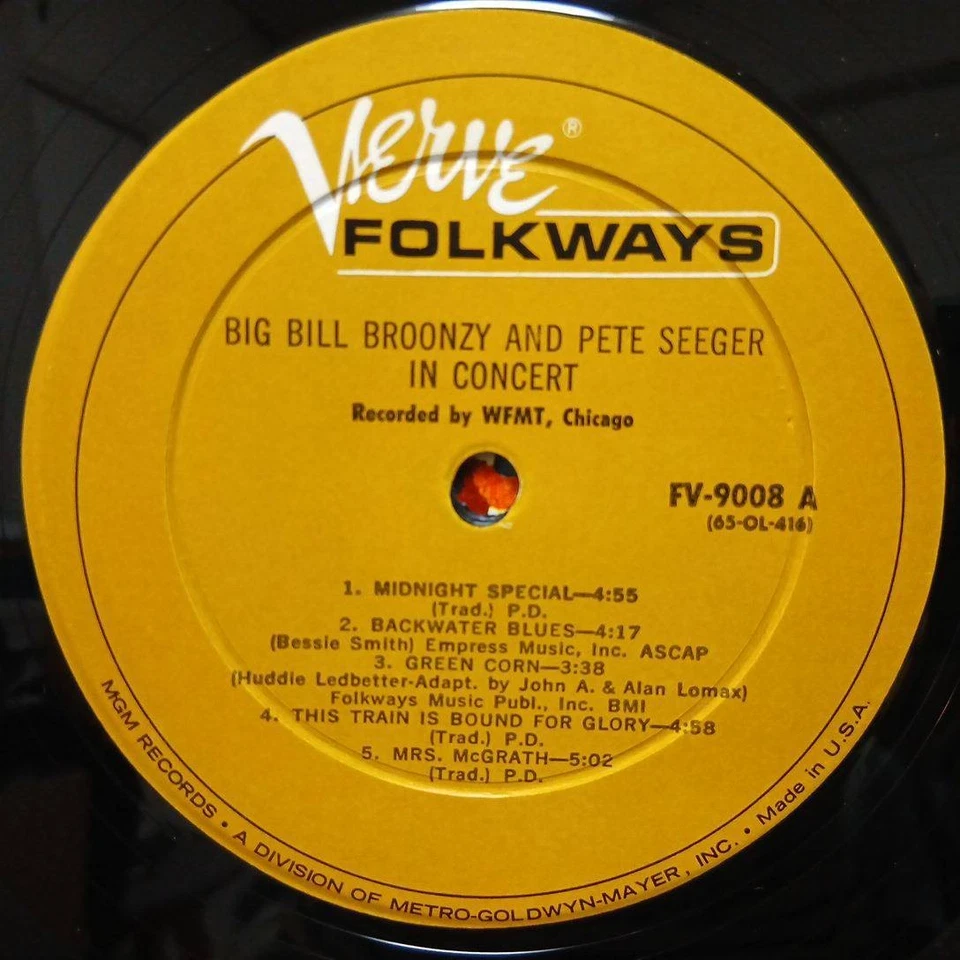 Verve®
FOLKWAYS
BIG BILL BROONZY AND PETE SEEGER
IN CONCERT
Recorded by WFMT, Chicago
FV-9008 A
(65-OL-416)
1. MIDNIGHT SPECIAL—4:55
(Trad.) P.D.
2. BACKWATER BLUES—4:17
(Bessie Smith) Empress Music, Inc. ASCAP
3. GREEN CORN—3:38
(Huddie Ledbetter-Adapt. by John A. & Alan Lomax)
Folkways Music Publ., Inc. BMI
4. THIS TRAIN IS BOUND FOR GLORY—4:58
(Trad.) P.D.
5. MRS. McGRATH—5:02
(Trad.) P.D.
MGM RECORDS • A DIVISION OF METRO-GOLDWYN-MAYER, INC. • Made in U.S.A.